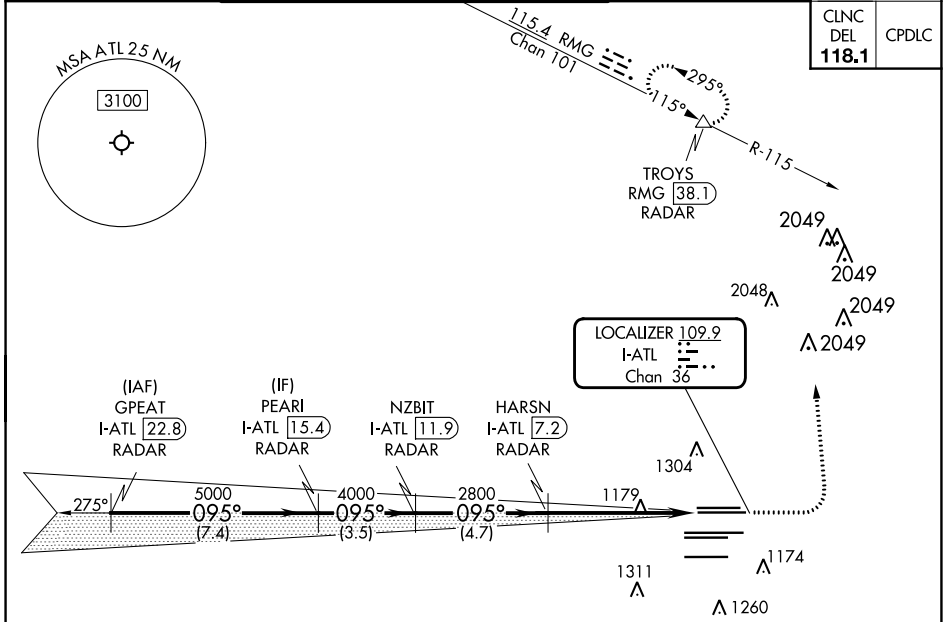 CLNC
DEL
118.1
CPDLC
MSA ATL 25 NM
3100
115.4 RMG
Chan 101
295°
115°
R-115
TROYS
RMG 38.1
RADAR
2049
2049
2048
2049
2049
LOCALIZER 109.9
I-ATL
Chan 36
(IAF)
GPEAT
I-ATL 22.8
RADAR
(IF)
PEARI
I-ATL 15.4
RADAR
NZBIT
I-ATL 11.9
RADAR
HARSN
I-ATL 7.2
RADAR
1304
1179
275°
5000
095°
(7.4)
4000
095°
(3.5)
2800
095°
(4.7)
1174
1311
1260